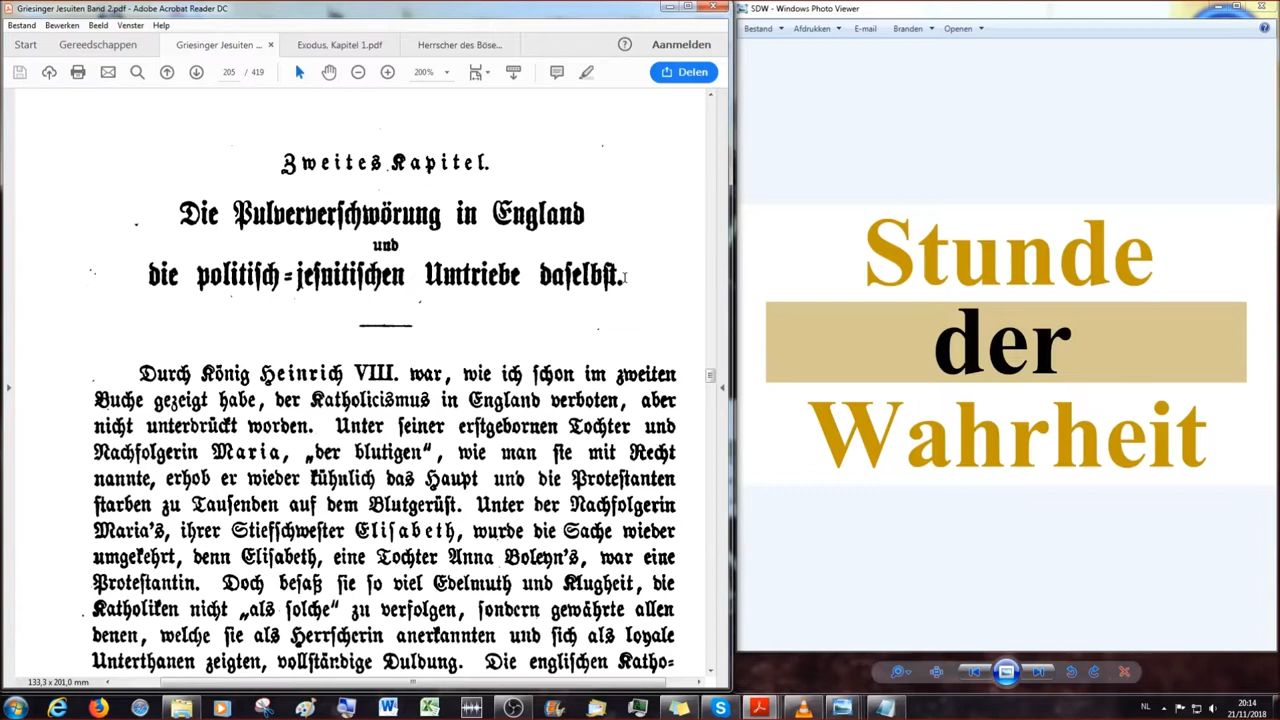 Griesinger Jesuiten Band 2.pdf - Adobe Acrobat Reader DC
Bestand Bewerken Beeld Venster Help
Start Gereedschappen Griesinger Jesuiten ... × Exodus, Kapitel 1.pdf Herrscher des Böse... Aanmelden
205 / 419 200% Delen
Zweites Kapitel.
Die Pulververschwörung in England
und
die politisch-jesuitischen Umtriebe daselbst.
Durch König Heinrich VIII. war, wie ich schon im zweiten
Buche gezeigt habe, der Katholicismus in England verboten, aber
nicht unterdrückt worden. Unter seiner erstgebornen Tochter und
Nachfolgerin Maria, „der blutigen“, wie man sie mit Recht
nannte, erhob er wieder kühnlich das Haupt und die Protestanten
starben zu Tausenden auf dem Blutgerüst. Unter der Nachfolgerin
Maria's, ihrer Stiefschwester Elisabeth, wurde die Sache wieder
umgekehrt, denn Elisabeth, eine Tochter Anna Boleyn's, war eine
Protestantin. Doch besaß sie so viel Edelmuth und Klugheit, die
Katholiken nicht „als solche“ zu verfolgen, sondern gewährte allen
denen, welche sie als Herrscherin anerkannten und sich als loyale
Unterthanen zeigten, vollständige Duldung. Die englischen Katho-
133,3 x 201,0 mm
SDW - Windows Photo Viewer
Bestand Afdrukken E-mail Branden Openen
Stunde
der
Wahrheit
NL 20:14
21/11/2018